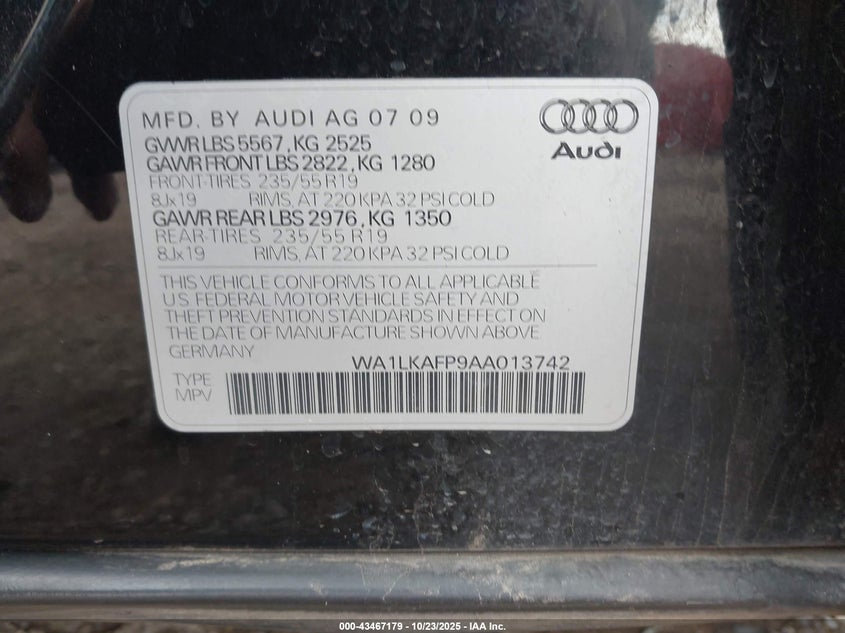 MFD. BY AUDI AG 07 09
Audi
GVWR LBS 5567, KG 2525
GAWR FRONT LBS 2822, KG 1280
FRONT-TIRES 235/55 R19
8Jx19 RIMS, AT 220 KPA 32 PSI COLD
GAWR REAR LBS 2976, KG 1350
REAR-TIRES 235/55 R19
8Jx19 RIMS, AT 220 KPA 32 PSI COLD
THIS VEHICLE CONFORMS TO ALL APPLICABLE
U.S. FEDERAL MOTOR VEHICLE SAFETY AND
THEFT PREVENTION STANDARDS IN EFFECT ON
THE DATE OF MANUFACTURE SHOWN ABOVE
GERMANY
WA1LKAFP9AA013742
TYPE
MPV
000-43467179 - 10/23/2025 - IAA Inc.